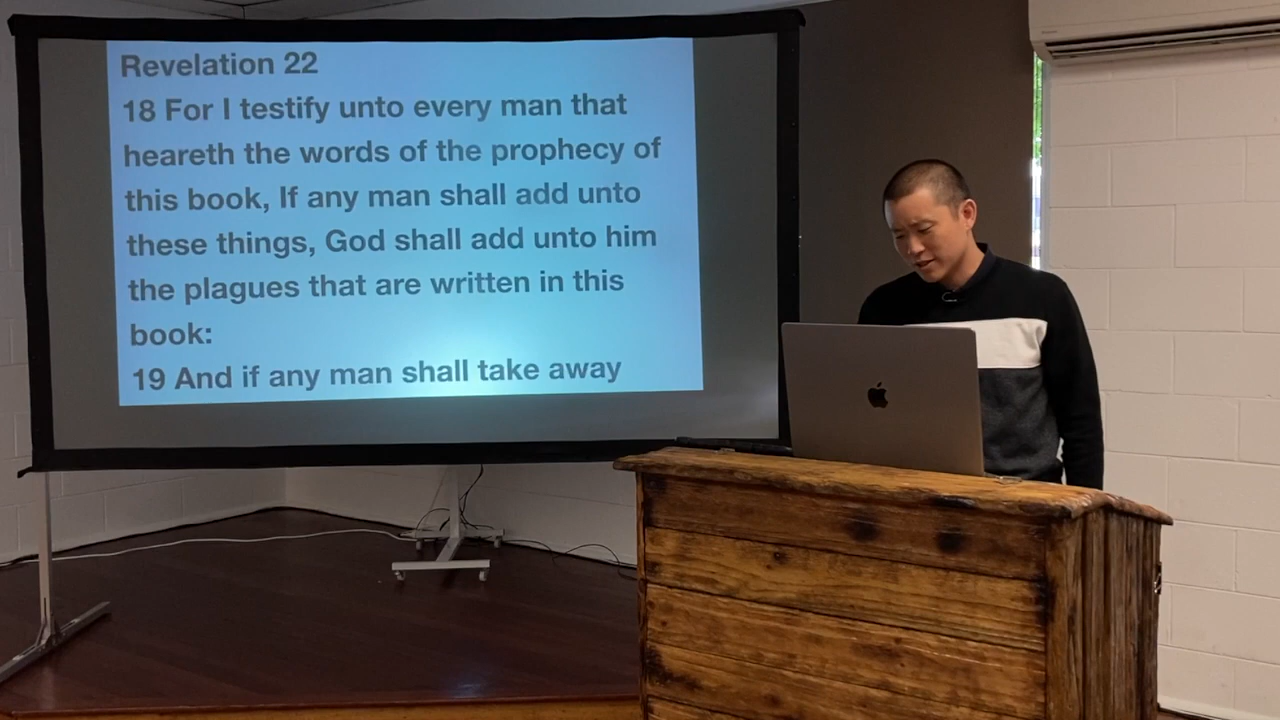 Revelation 22
18 For I testify unto every man that
heareth the words of the prophecy of
this book, If any man shall add unto
these things, God shall add unto him
the plagues that are written in this
book:
19 And if any man shall take away